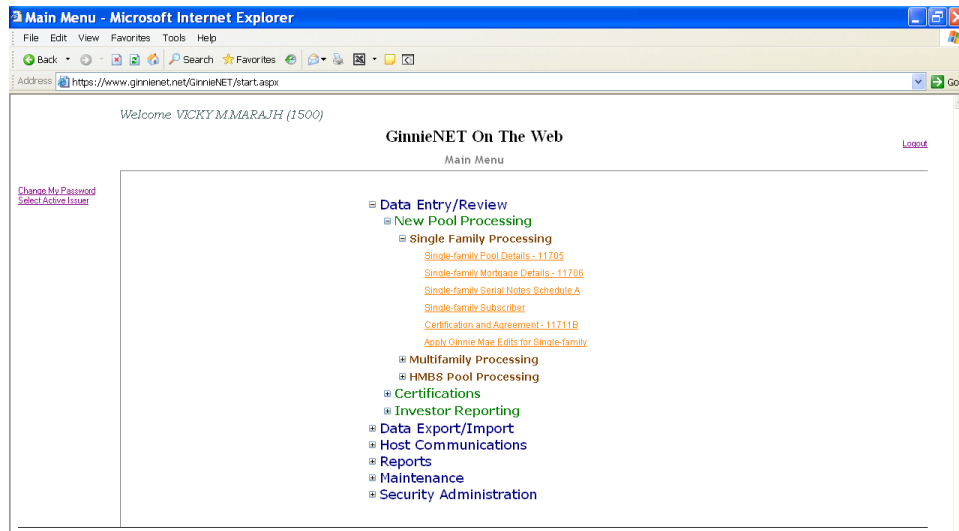 Main Menu - Microsoft Internet Explorer
File Edit View Favorites Tools Help
Back Search Favorites
Address https://www.ginnienet.net/GinnieNET/start.aspx Go
Welcome VICKY M.MARAJH (1500)
GinnieNET On The Web
Logout
Main Menu
Change My Password
Select Active Issuer
Data Entry/Review
New Pool Processing
Single Family Processing
Single-family Pool Details - 11705
Single-family Mortgage Details - 11706
Single-family Serial Notes Schedule A
Single-family Subscriber
Certification and Agreement - 11711B
Apply Ginnie Mae Edits for Single-family
Multifamily Processing
HMBS Pool Processing
Certifications
Investor Reporting
Data Export/Import
Host Communications
Reports
Maintenance
Security Administration